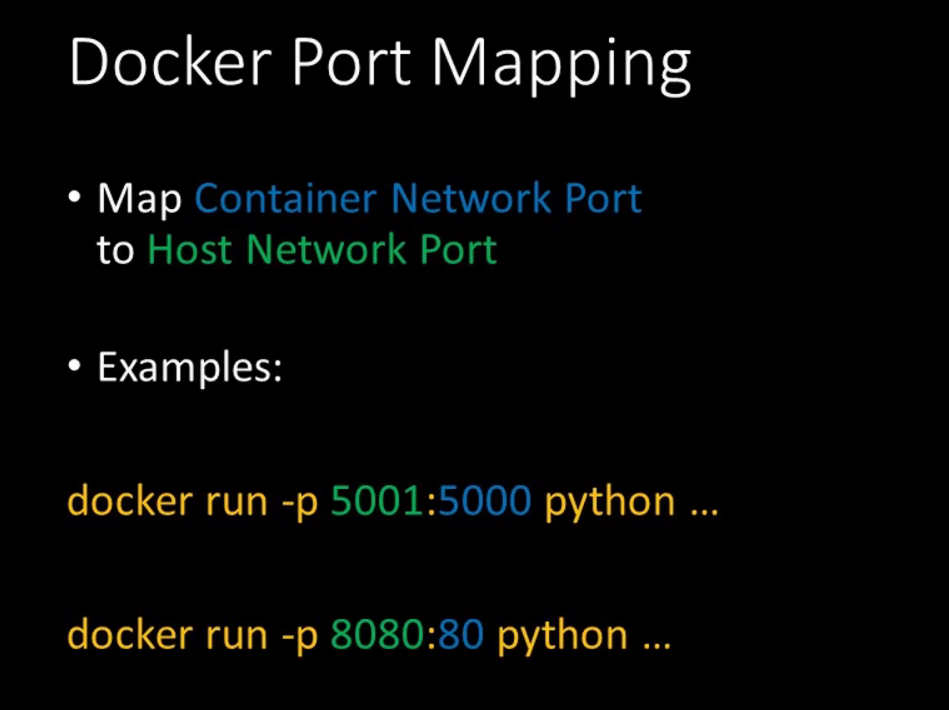 Docker Port Mapping
• Map Container Network Port
to Host Network Port
• Examples:
docker run -p 5001:5000 python ...
docker run -p 8080:80 python ...